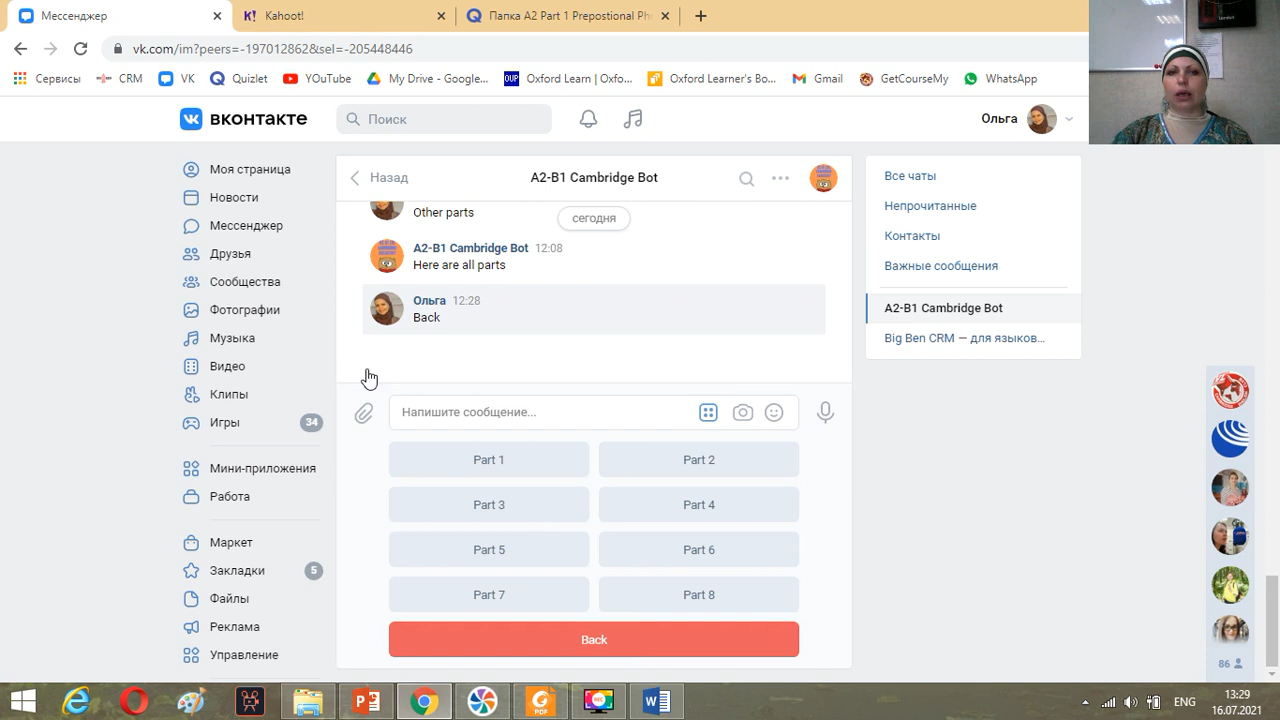 Мессенджер
Kahoot!
Папка A2 Part 1 Prepostional Ph
vk.com/im?peers=-197012862&sel=-205448446
Сервисы
CRM
VK
Quizlet
YOutube
My Drive - Google...
OUP
Oxford Learn | Oxfo...
Oxford Learner's Bo...
Gmail
GetCourseMy
WhatsApp
вконтакте
Поиск
Ольга
Моя страница
Новости
Мессенджер
Друзья
Сообщества
Фотографии
Музыка
Видео
Клипы
Игры
34
Мини-приложения
Работа
Маркет
Закладки
5
Файлы
Реклама
Управление
Назад
A2-B1 Cambridge Bot
Other parts
сегодня
A2-B1 Cambridge Bot 12:08
Here are all parts
Ольга 12:28
Back
Напишите сообщение...
Part 1
Part 2
Part 3
Part 4
Part 5
Part 6
Part 7
Part 8
Back
Все чаты
Непрочитанные
Контакты
Важные сообщения
A2-B1 Cambridge Bot
Big Ben CRM — для языков...
86
REC
PDF
ENG
13:29
16.07.2021